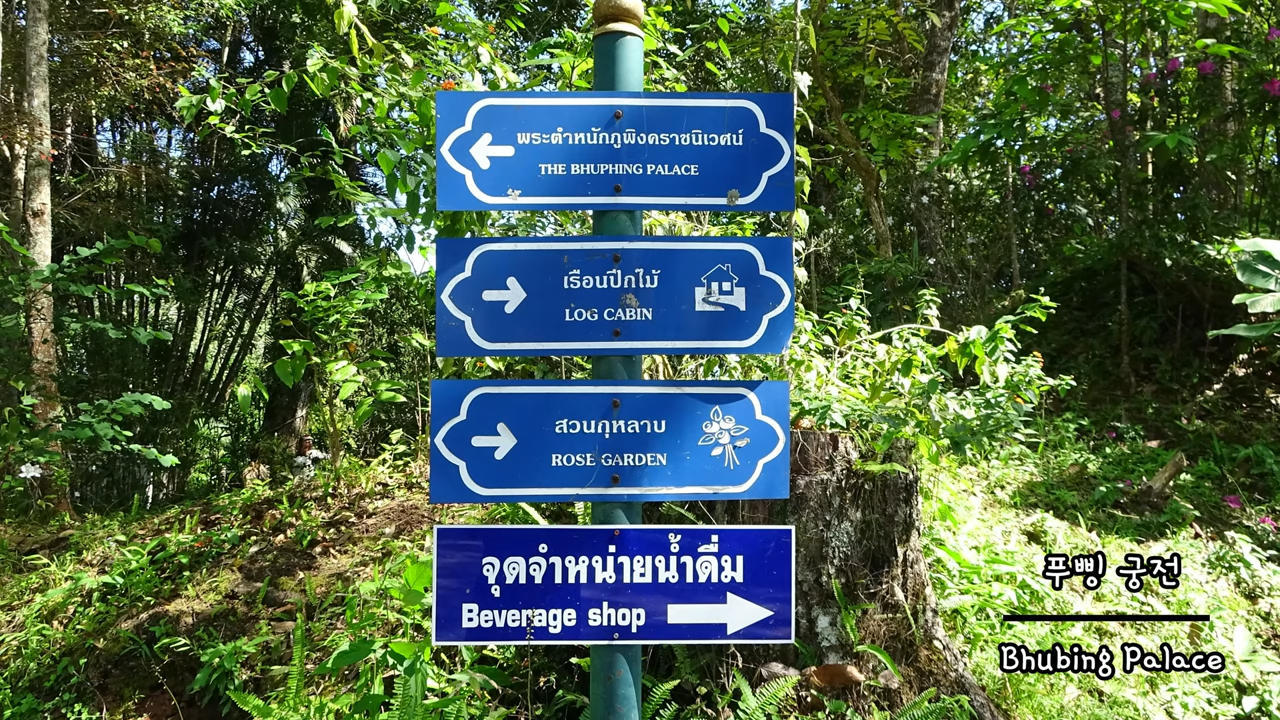 พระตำหนักภูพิงคราชนิเวศน์
THE BHUPHING PALACE
เรือนปีกไม้
LOG CABIN
สวนกุหลาบ
ROSE GARDEN
จุดจำหน่ายน้ำดื่ม
Beverage shop
푸삥 궁전
Bhubing Palace